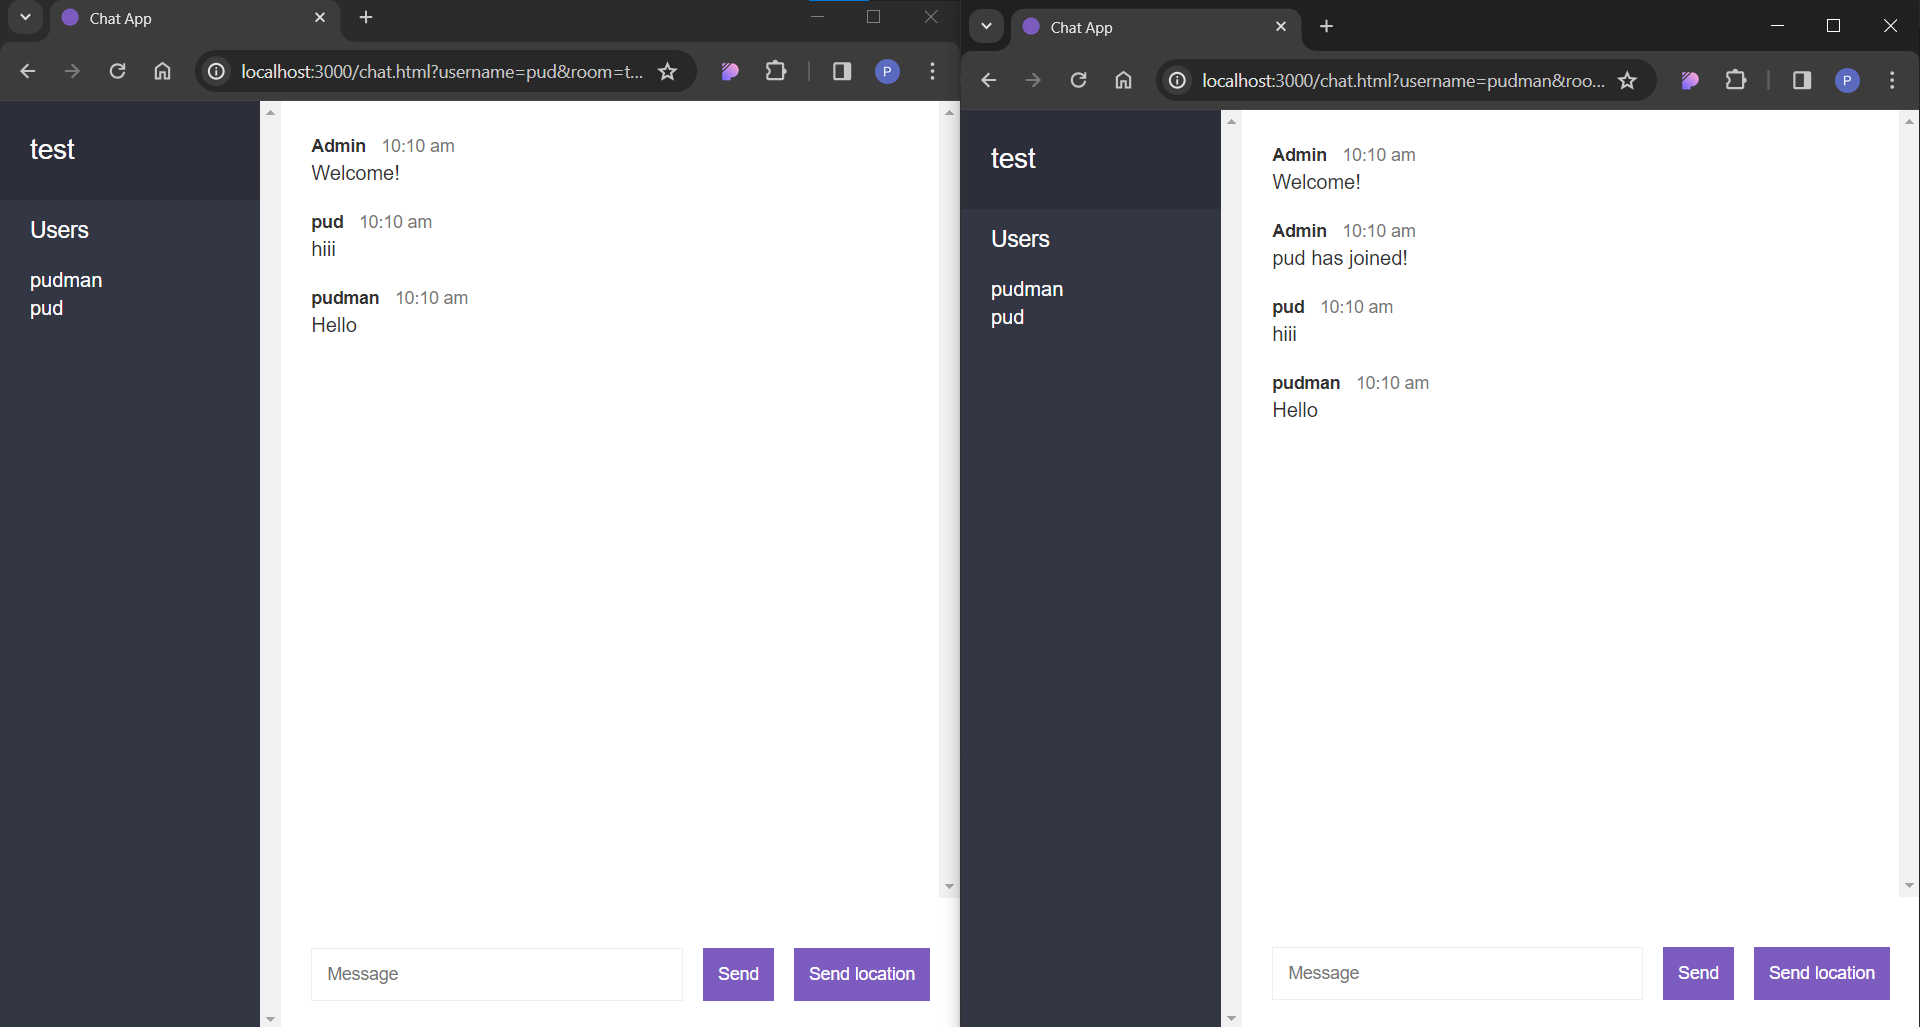 Chat App
localhost:3000/chat.html?username=pud&room=t...
P
test
Users
pudman
pud
Admin 10:10 am
Welcome!
pud 10:10 am
hiii
pudman 10:10 am
Hello
Message
Send
Send location
Chat App
localhost:3000/chat.html?username=pudman&roo...
P
test
Users
pudman
pud
Admin 10:10 am
Welcome!
Admin 10:10 am
pud has joined!
pud 10:10 am
hiii
pudman 10:10 am
Hello
Message
Send
Send location